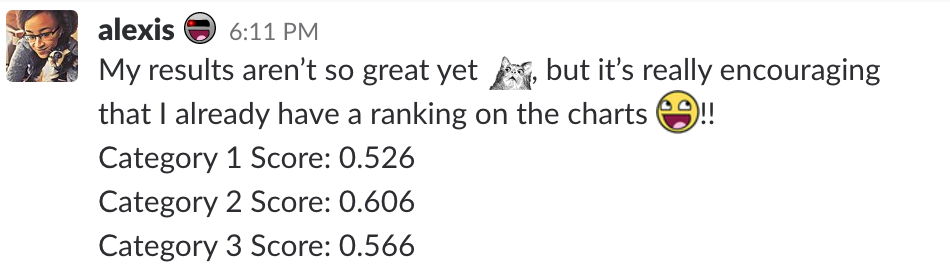 alexis 6:11 PM
My results aren’t so great yet , but it’s really encouraging
that I already have a ranking on the charts !!
Category 1 Score: 0.526
Category 2 Score: 0.606
Category 3 Score: 0.566